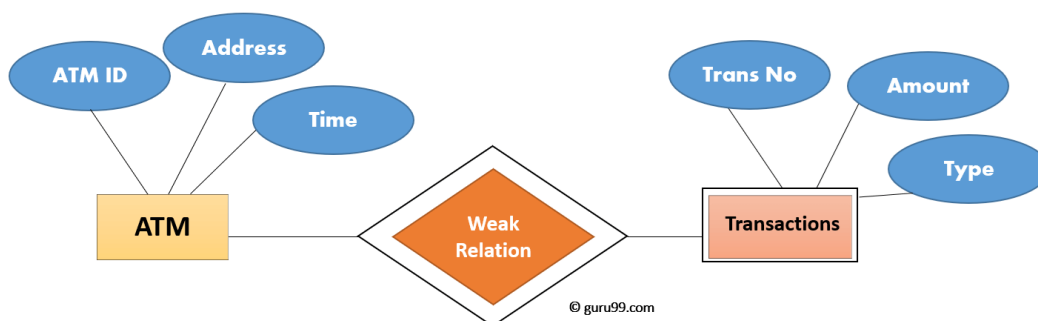 Address
ATM ID
Time
Trans No
Amount
Type
ATM
Weak
Relation
Transactions
© guru99.com